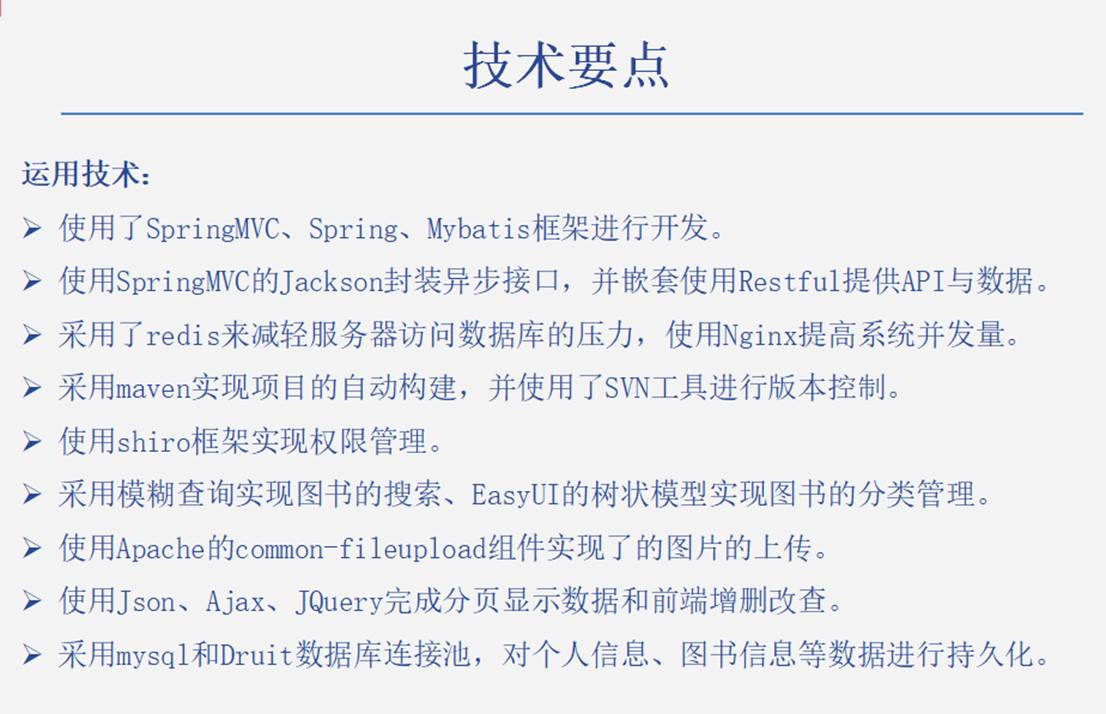 技术要点
运用技术：
➢ 使用了SpringMVC、Spring、Mybatis框架进行开发。
➢ 使用SpringMVC的Jackson封装异步接口，并嵌套使用Restful提供API与数据。
➢ 采用了redis来减轻服务器访问数据库的压力，使用Nginx提高系统并发量。
➢ 采用maven实现项目的自动构建，并使用了SVN工具进行版本控制。
➢ 使用shiro框架实现权限管理。
➢ 采用模糊查询实现图书的搜索、EasyUI的树状模型实现图书的分类管理。
➢ 使用Apache的common-fileupload组件实现了的图片的上传。
➢ 使用Json、Ajax、JQuery完成分页显示数据和前端增删改查。
➢ 采用mysql和Druit数据库连接池，对个人信息、图书信息等数据进行持久化。